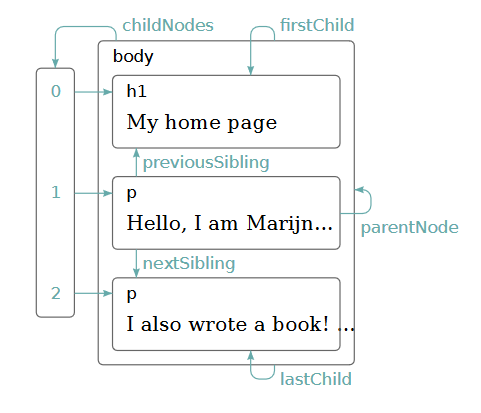 childNodes
firstChild
body
0
h1
My home page
previousSibling
1
p
Hello, I am Marijn...
parentNode
nextSibling
2
p
I also wrote a book! ...
lastChild